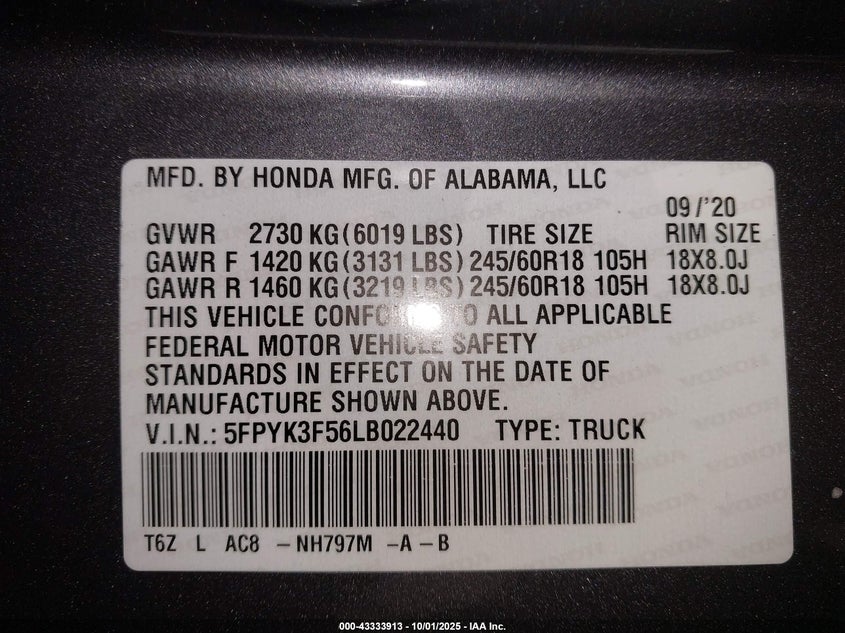 MFD. BY HONDA MFG. OF ALABAMA, LLC
09/'20
GVWR 2730 KG (6019 LBS) TIRE SIZE RIM SIZE
GAWR F 1420 KG (3131 LBS) 245/60R18 105H 18X8.0J
GAWR R 1460 KG (3219 LBS) 245/60R18 105H 18X8.0J
THIS VEHICLE CONFO TO ALL APPLICABLE
FEDERAL MOTOR VEHICLE SAFETY
STANDARDS IN EFFECT ON THE DATE OF
MANUFACTURE SHOWN ABOVE.
V.I.N.: 5FPYK3F56LB022440 TYPE: TRUCK
T6Z L AC8 -NH797M -A -B
000-43333913 - 10/01/2025 - IAA Inc.